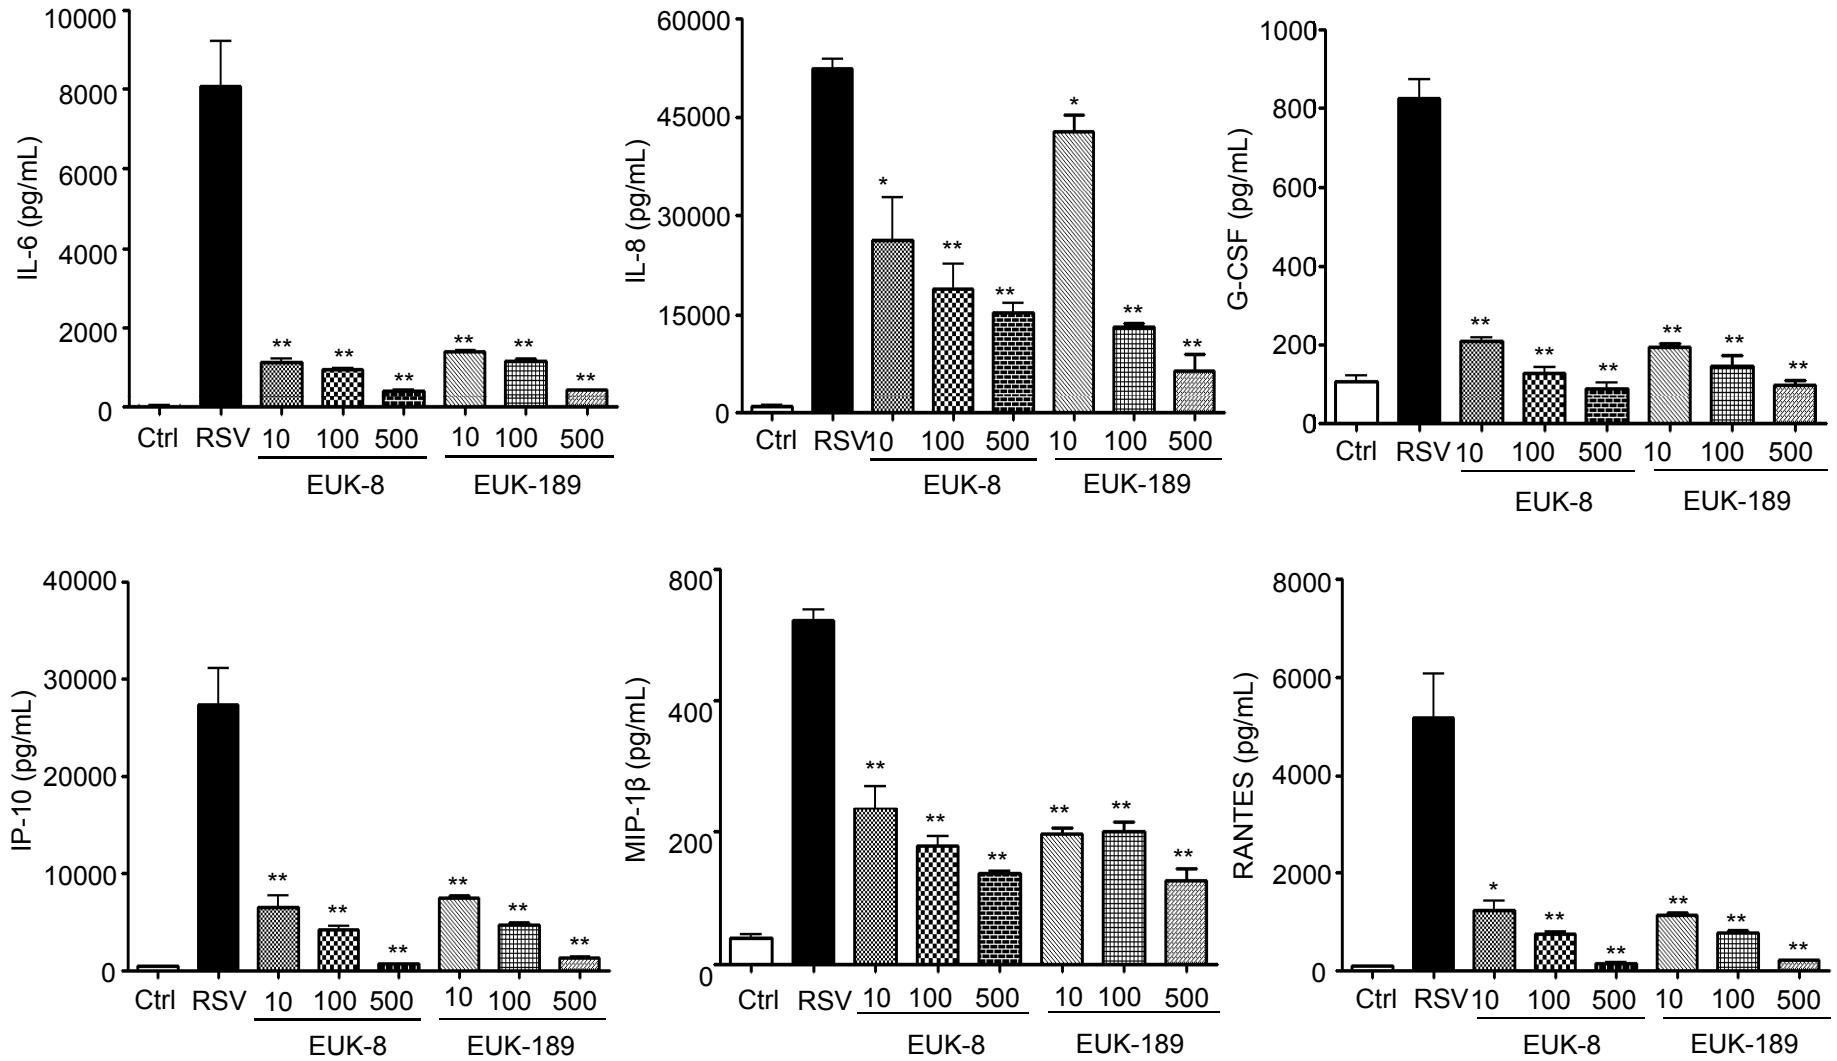 IL-6 (pg/mL)
10000
8000
6000
4000
2000
0
** ** ** ** ** **
Ctrl RSV 10 100 500 10 100 500
EUK-8 EUK-189
IL-8 (pg/mL)
60000
45000
30000
15000
0
* ** ** * ** **
Ctrl RSV 10 100 500 10 100 500
EUK-8 EUK-189
G-CSF (pg/mL)
1000
800
600
400
200
0
** ** ** ** ** **
Ctrl RSV 10 100 500 10 100 500
EUK-8 EUK-189
IP-10 (pg/mL)
40000
30000
20000
10000
0
** ** ** ** ** **
Ctrl RSV 10 100 500 10 100 500
EUK-8 EUK-189
MIP-1β (pg/mL)
800
400
200
0
** ** ** ** ** **
Ctrl RSV 10 100 500 10 100 500
EUK-8 EUK-189
RANTES (pg/mL)
8000
6000
4000
2000
0
* ** ** ** ** **
Ctrl RSV 10 100 500 10 100 500
EUK-8 EUK-189